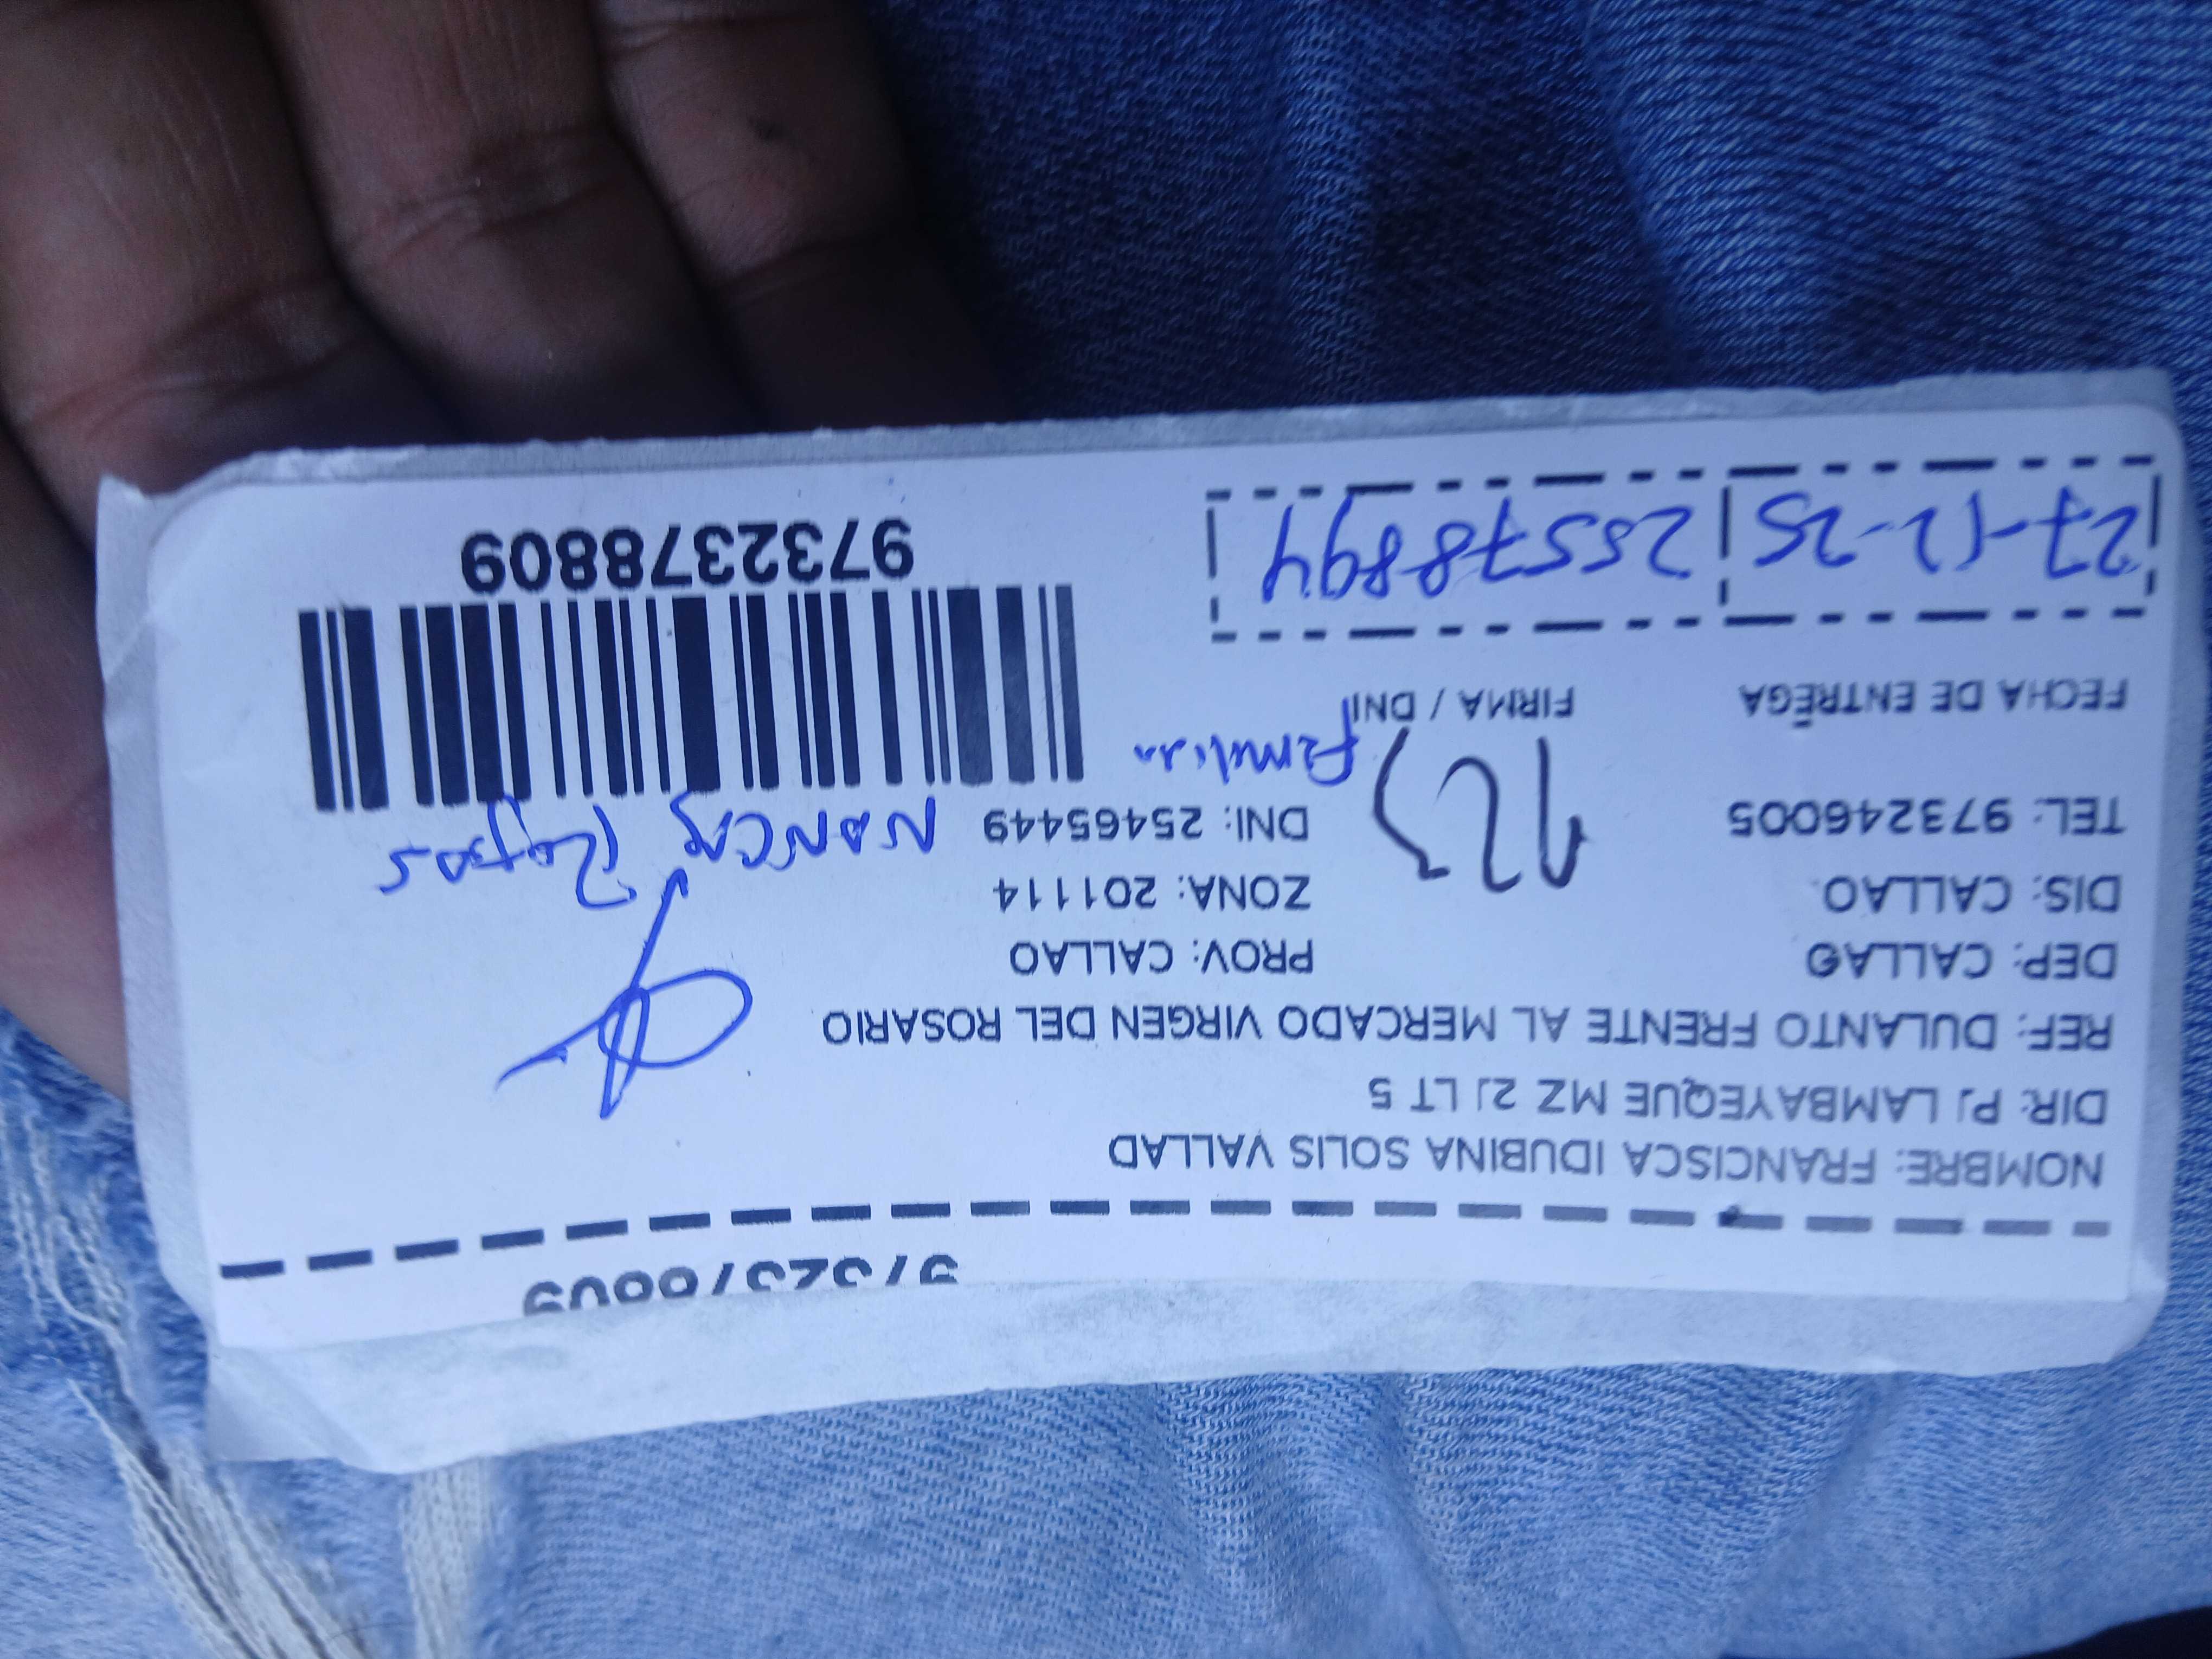 NOMBRE: FRANCISCA IDUBINA SOLIS VALLAD
DIR: PJ LAMBAYEQUE MZ 2J LT 5
REF: DULANTO FRENTE AL MERCADO VIRGEN DEL ROSARIO
DEP: CALLAO PROV: CALLAO
DIS: CALLAO ZONA: 201114
TEL: 973246005 123 DNI: 25465449 NANCY
FECHA DE ENTREGA FIRMA / DNI
27-12-25 25578894
9732378809